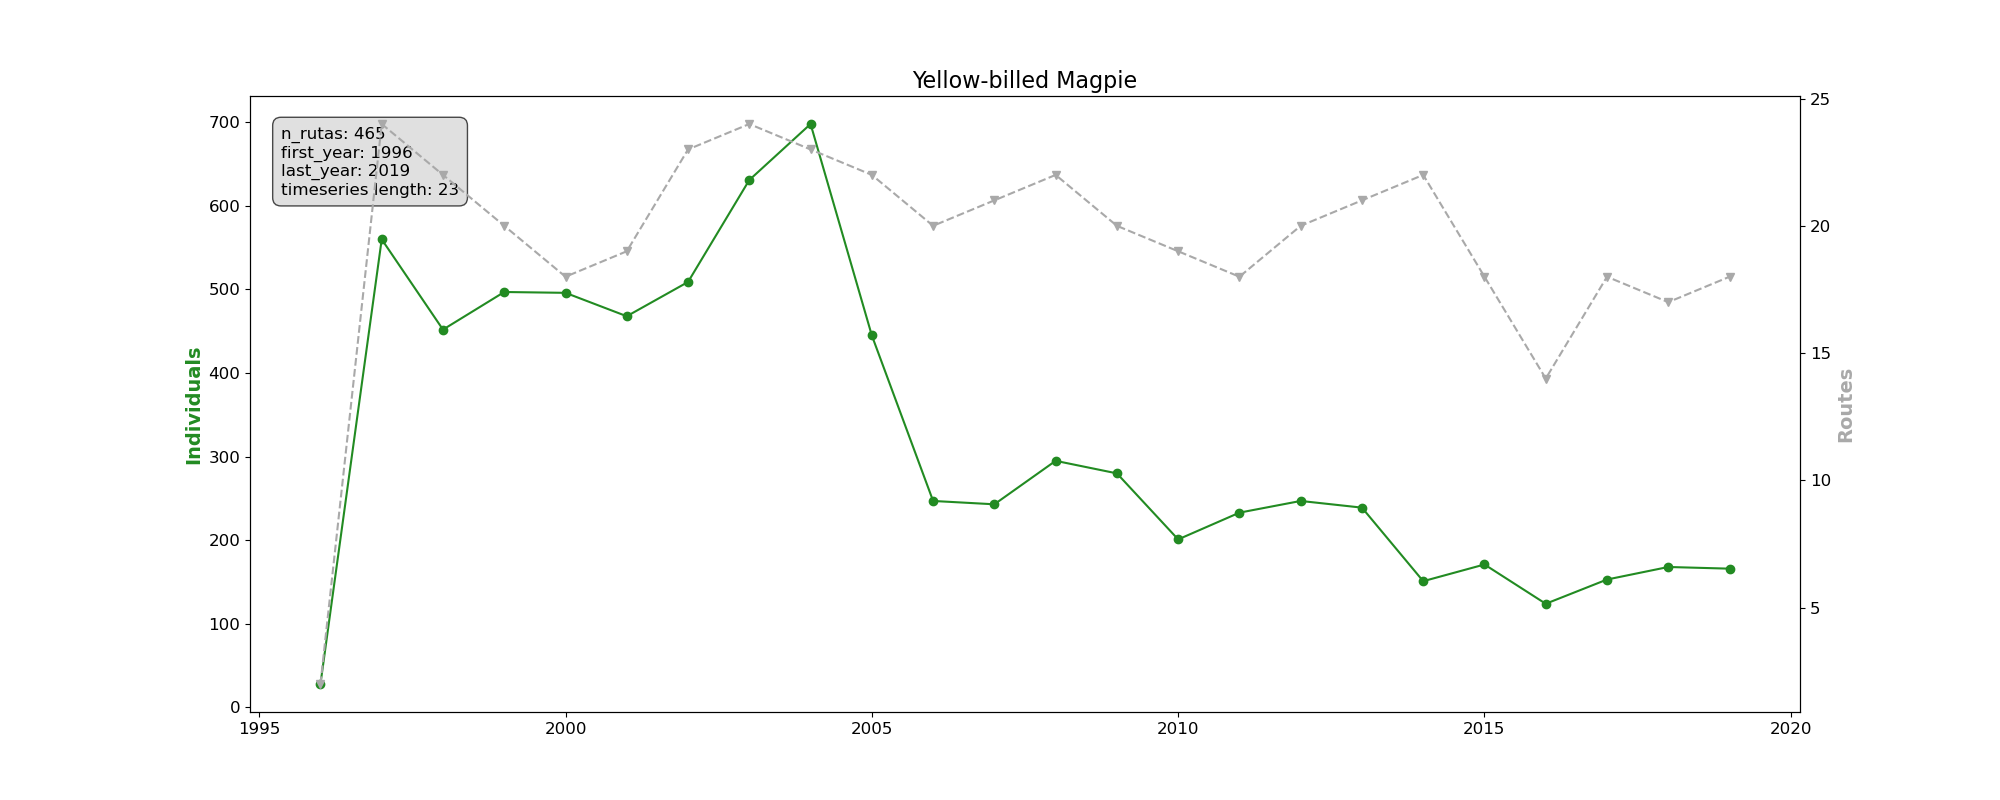 Yellow-billed Magpie
n_rutas: 465
first_year: 1996
last_year: 2019
timeseries length: 23
700
600
500
400
300
200
100
0
Individuals
25
20
15
10
5
Routes
1995
2000
2005
2010
2015
2020